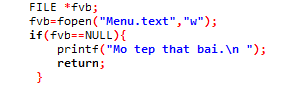 FILE *fvb;
fvb=fopen("Menu.text","w");
if(fvb==NULL){
printf("Mo tep that bai.\n ");
return;
}